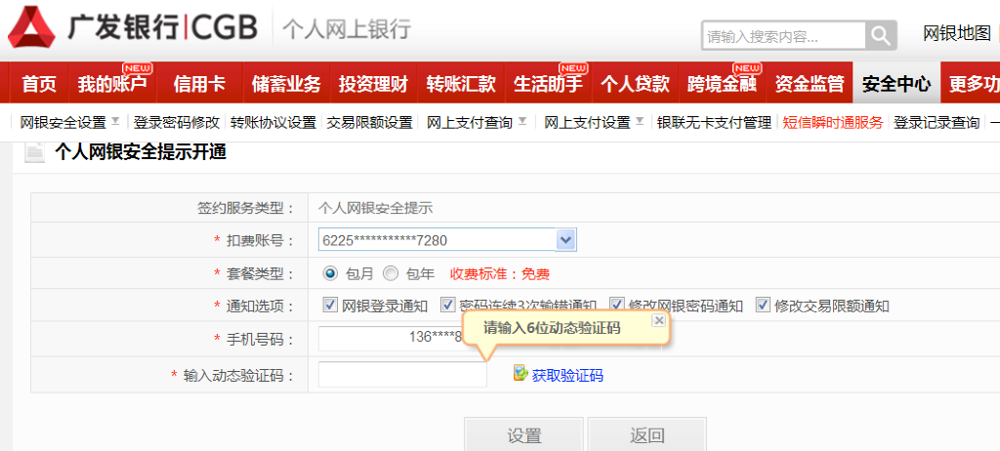 广发银行|CGB 个人网上银行 请输入搜索内容... 网银地图
首页 我的账户 NEW 信用卡 储蓄业务 投资理财 转账汇款 生活助手 NEW 个人贷款 跨境金融 NEW 资金监管 安全中心 更多功
网银安全设置 登录密码修改 转账协议设置 交易限额设置 网上支付查询 网上支付设置 银联无卡支付管理 短信瞬时通服务 登录记录查询
个人网银安全提示开通
签约服务类型: 个人网银安全提示
* 扣费账号: 6225***********7280
* 套餐类型: 包月 包年 收费标准:免费
* 通知选项: 网银登录通知 密码连续3次输错通知 修改网银密码通知 修改交易限额通知
请输入6位动态验证码
* 手机号码: 136****8
* 输入动态验证码: 获取验证码
设置 返回